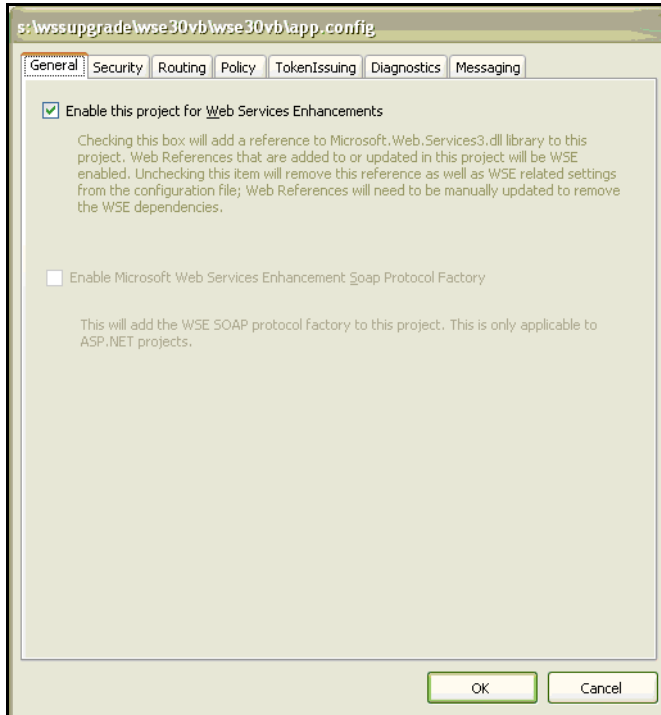 s:\wssupgrade\wse30vb\wse30vb\app.config
General Security Routing Policy TokenIssuing Diagnostics Messaging
Enable this project for Web Services Enhancements
Checking this box will add a reference to Microsoft.Web.Services3.dll library to this
project. Web References that are added to or updated in this project will be WSE
enabled. Unchecking this item will remove this reference as well as WSE related settings
from the configuration file; Web References will need to be manually updated to remove
the WSE dependencies.
Enable Microsoft Web Services Enhancement Soap Protocol Factory
This will add the WSE SOAP protocol factory to this project. This is only applicable to
ASP.NET projects.
OK Cancel